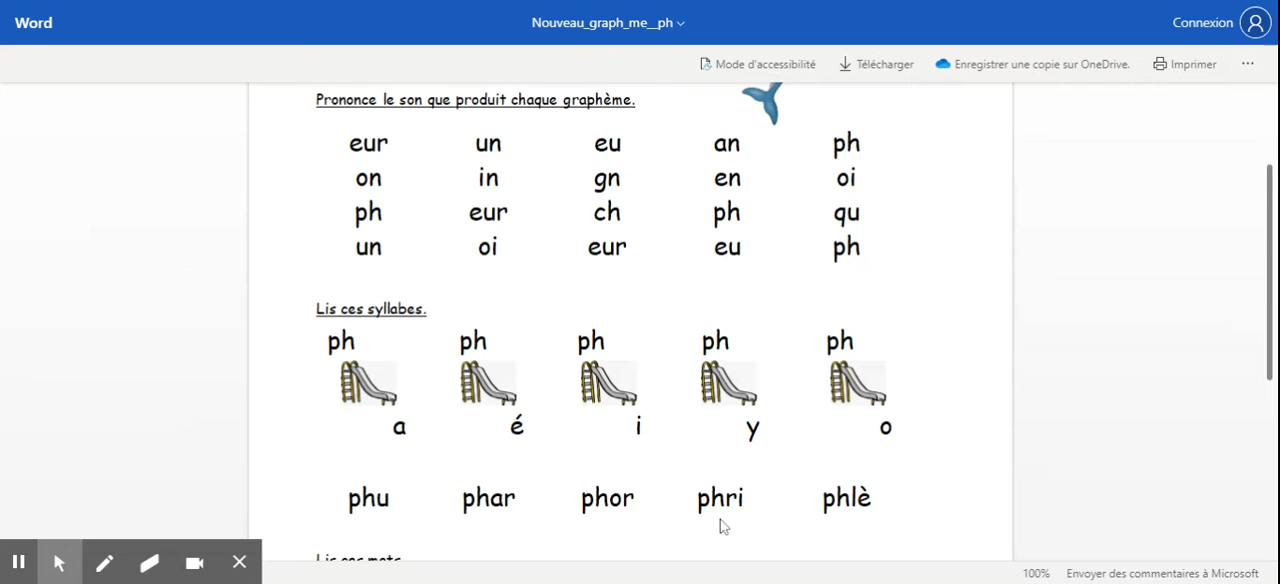 Word
Nouveau_graph_me__ph
Connexion
Mode d'accessibilité
Télécharger
Enregistrer une copie sur OneDrive.
Imprimer
Prononce le son que produit chaque graphème.
eur un eu an ph
on in gn en oi
ph eur ch ph qu
un oi eur eu ph
Lis ces syllabes.
ph ph ph ph ph
a é i y o
phu phar phor phri phlè
Lis ces mots
100% Envoyer des commentaires à Microsoft